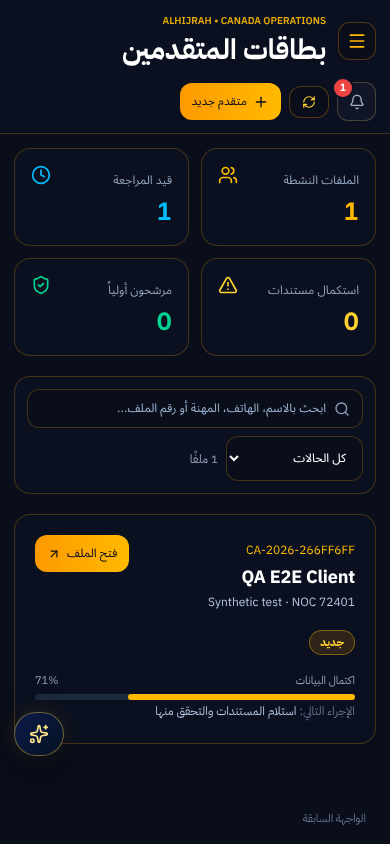 ALHIJRAH • CANADA OPERATIONS
بطاقات المتقدمين
1
متقدم جديد
الملفات النشطة
1
قيد المراجعة
1
استكمال مستندات
0
مرشحون أولياً
0
ابحث بالاسم، الهاتف، المهنة أو رقم الملف...
كل الحالات
1 ملفًا
CA-2026-266FF6FF
فتح الملف
QA E2E Client
Synthetic test · NOC 72401
جديد
اكتمال البيانات
71%
الإجراء التالي: استلام المستندات والتحقق منها
الواجهة السابقة